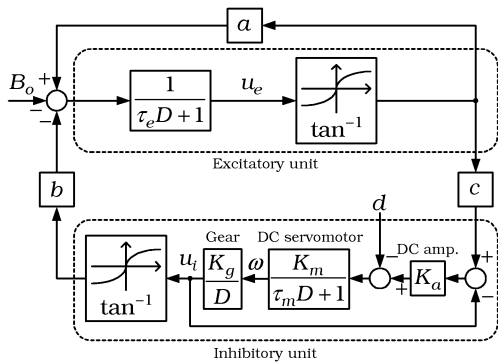 a
B_o + − −
1
τ_e D + 1
u_e
tan⁻¹
Excitatory unit
b
c
d
Gear
DC servomotor
DC amp.
u_i
K_g
D
ω
K_m
τ_m D + 1
−
+
K_a
+
−
tan⁻¹
Inhibitory unit